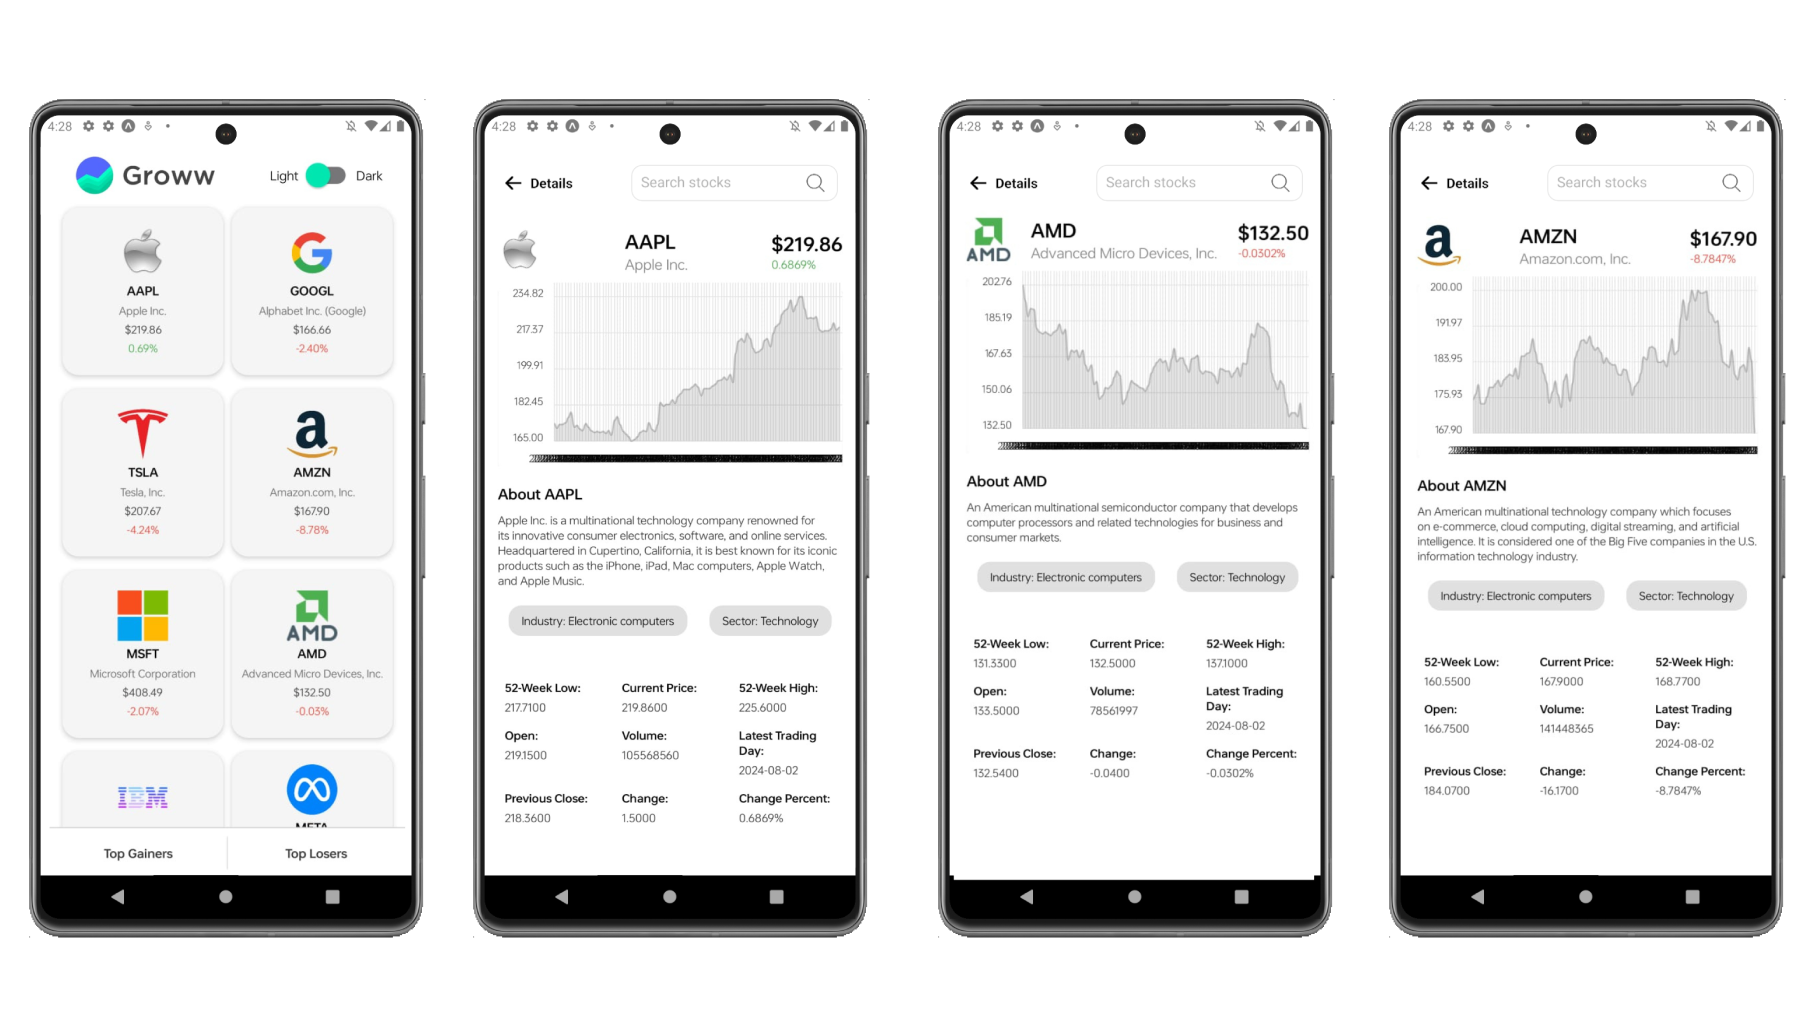 4:28
Groww
Light Dark
AAPL
Apple Inc.
$219.86
0.69%
GOOGL
Alphabet Inc. (Google)
$166.66
-2.40%
TSLA
Tesla, Inc.
$207.67
-4.24%
a
AMZN
Amazon.com, Inc.
$167.90
-8.78%
MSFT
Microsoft Corporation
$408.49
-2.07%
AMD
AMD
Advanced Micro Devices, Inc.
$132.50
-0.03%
IBM
META
Top Gainers
Top Losers
4:28
Details
Search stocks
AAPL
Apple Inc.
$219.86
0.6869%
234.82
217.37
199.91
182.45
165.00
About AAPL
Apple Inc. is a multinational technology company renowned for
its innovative consumer electronics, software, and online services.
Headquartered in Cupertino, California, it is best known for its iconic
products such as the iPhone, iPad, Mac computers, Apple Watch,
and Apple Music.
Industry: Electronic computers
Sector: Technology
52-Week Low: Current Price: 52-Week High:
217.7100 219.8600 225.6000
Open: Volume: Latest Trading
Day:
219.1500 105568560
2024-08-02
Previous Close: Change: Change Percent:
218.3600 1.5000 0.6869%
4:28
Details
Search stocks
AMD
AMD
Advanced Micro Devices, Inc.
$132.50
-0.0302%
202.76
185.19
167.63
150.06
132.50
About AMD
An American multinational semiconductor company that develops
computer processors and related technologies for business and
consumer markets.
Industry: Electronic computers
Sector: Technology
52-Week Low: Current Price: 52-Week High:
131.3300 132.5000 137.1000
Open: Volume: Latest Trading
Day:
133.5000 78561997
2024-08-02
Previous Close: Change: Change Percent:
132.5400 -0.0400 -0.0302%
4:28
Details
Search stocks
a
AMZN
Amazon.com, Inc.
$167.90
-8.7847%
200.00
191.97
183.95
175.93
167.90
About AMZN
An American multinational technology company which focuses
on e-commerce, cloud computing, digital streaming, and artificial
intelligence. It is considered one of the Big Five companies in the U.S.
information technology industry.
Industry: Electronic computers
Sector: Technology
52-Week Low: Current Price: 52-Week High:
160.5500 167.9000 168.7700
Open: Volume: Latest Trading
Day:
166.7500 141448365
2024-08-02
Previous Close: Change: Change Percent:
184.0700 -16.1700 -8.7847%